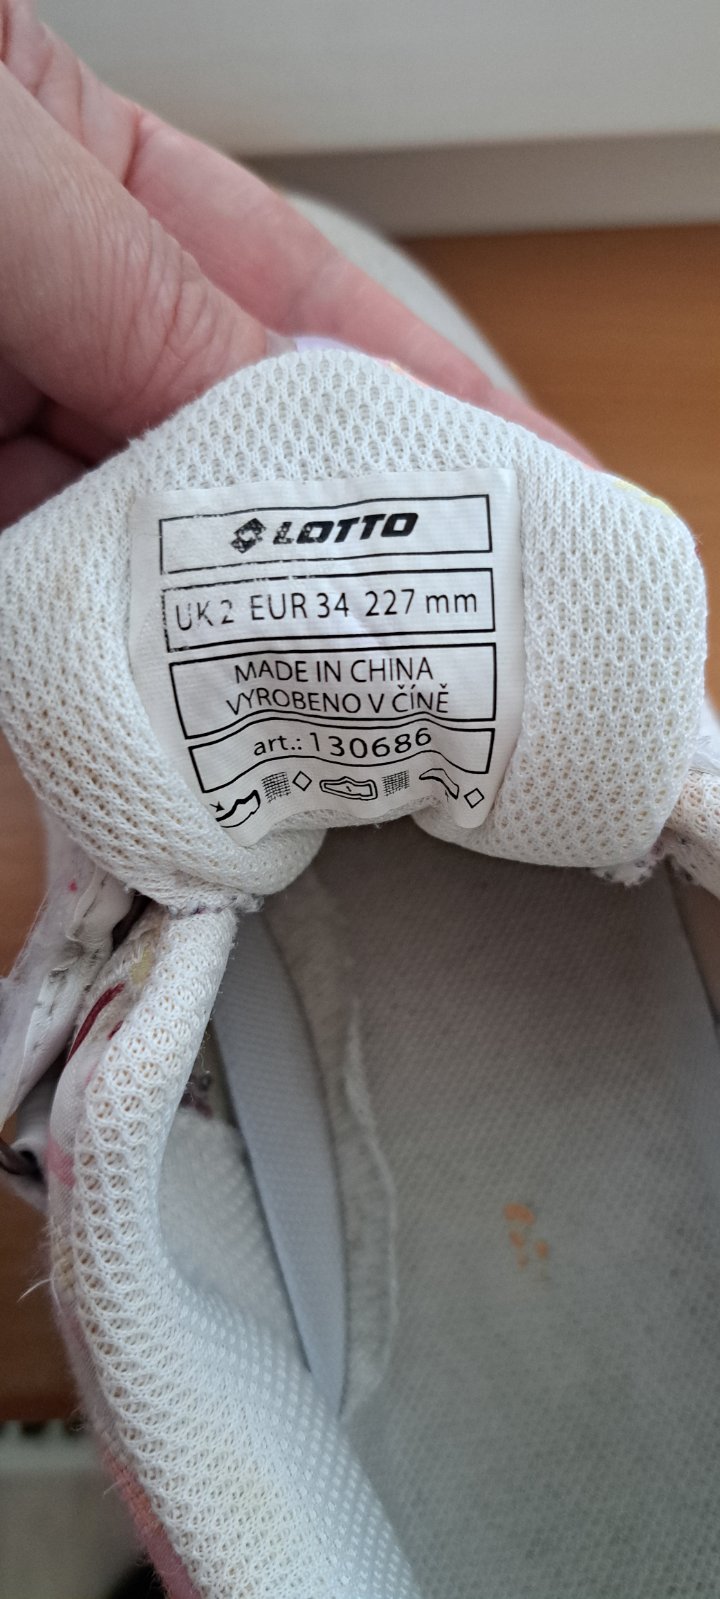 LOTTO
UK 2 EUR 34 227 mm
MADE IN CHINA
VYROBENO V ČÍNĚ
art.: 130686